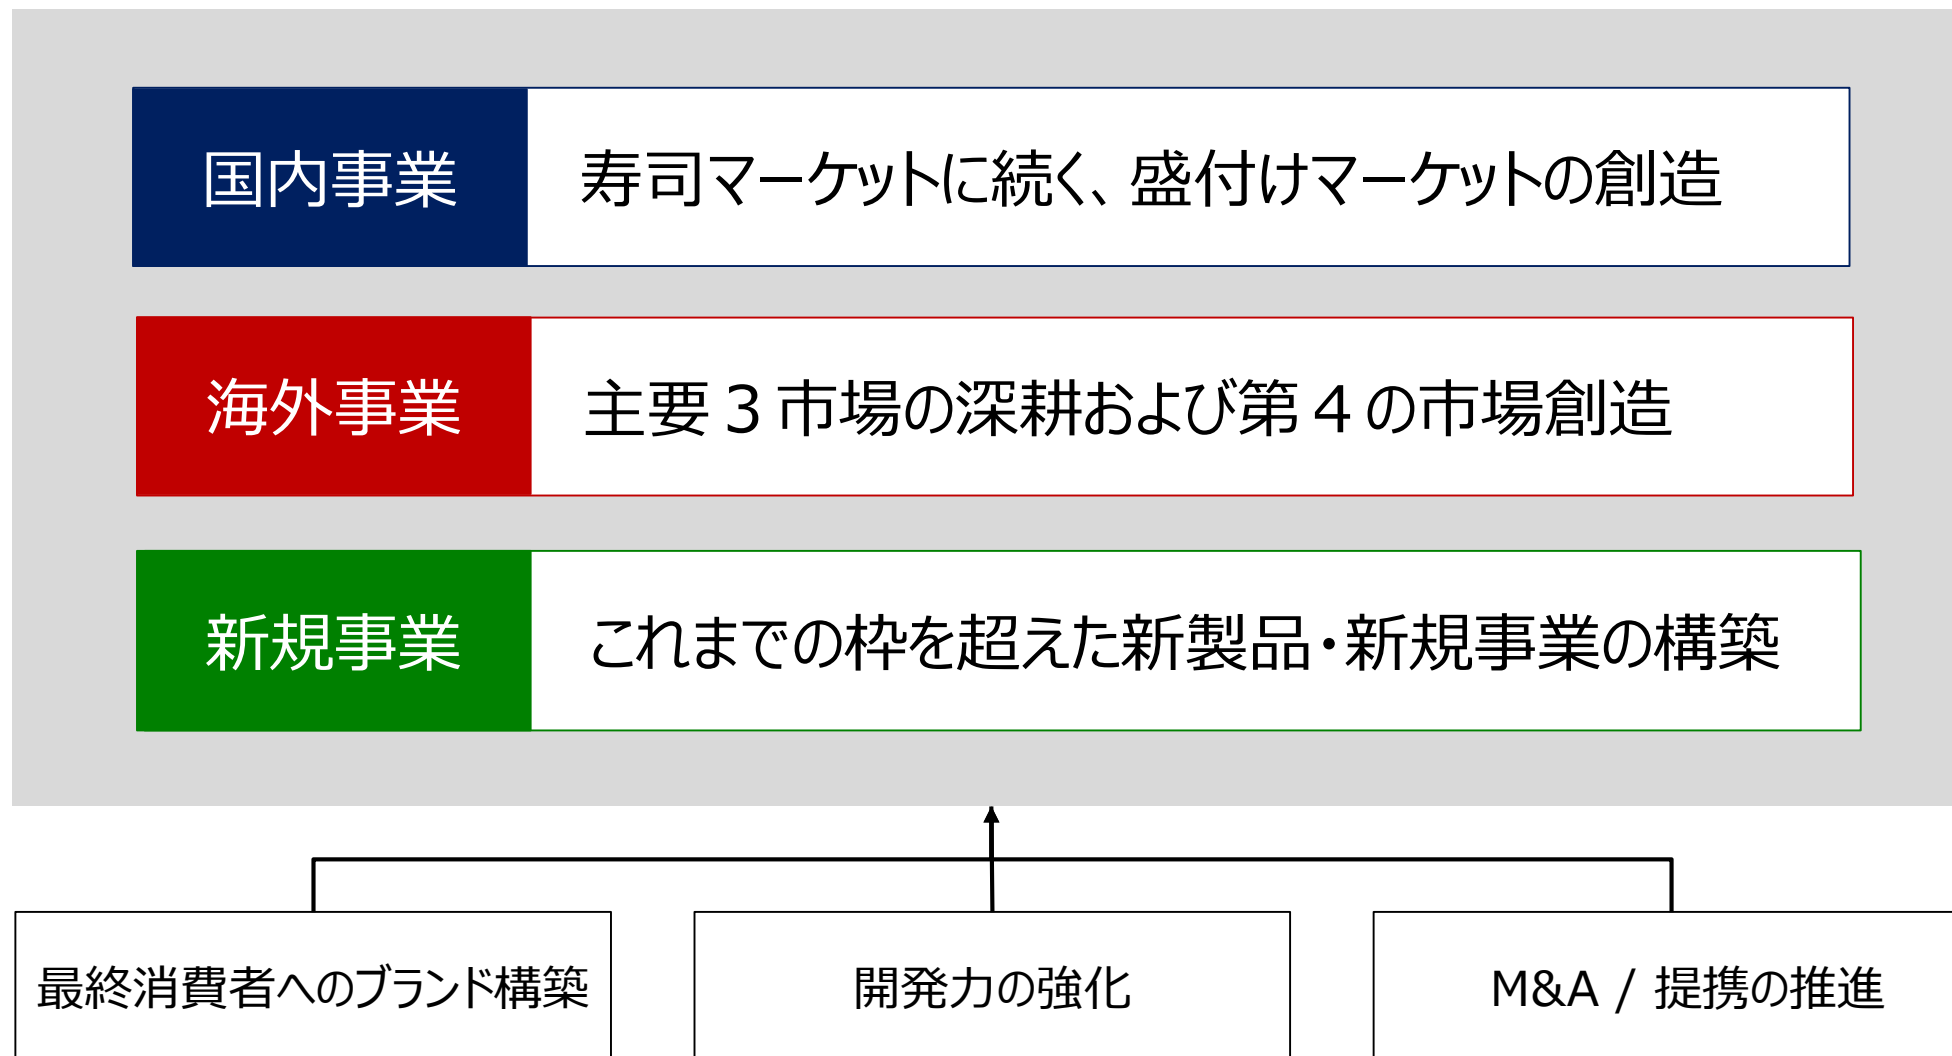 国内事業
寿司マーケットに続く、盛付けマーケットの創造
海外事業
主要３市場の深耕および第４の市場創造
新規事業
これまでの枠を超えた新製品・新規事業の構築
最終消費者へのブランド構築
開発力の強化
M&A / 提携の推進